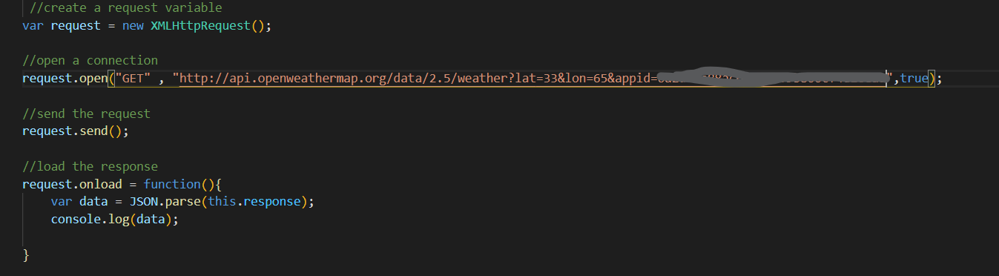 //create a request variable
var request = new XMLHttpRequest();
//open a connection
request.open("GET" , "http://api.openweathermap.org/data/2.5/weather?lat=33&lon=65&appid= ",true);
//send the request
request.send();
//load the response
request.onload = function(){
var data = JSON.parse(this.response);
console.log(data);
}